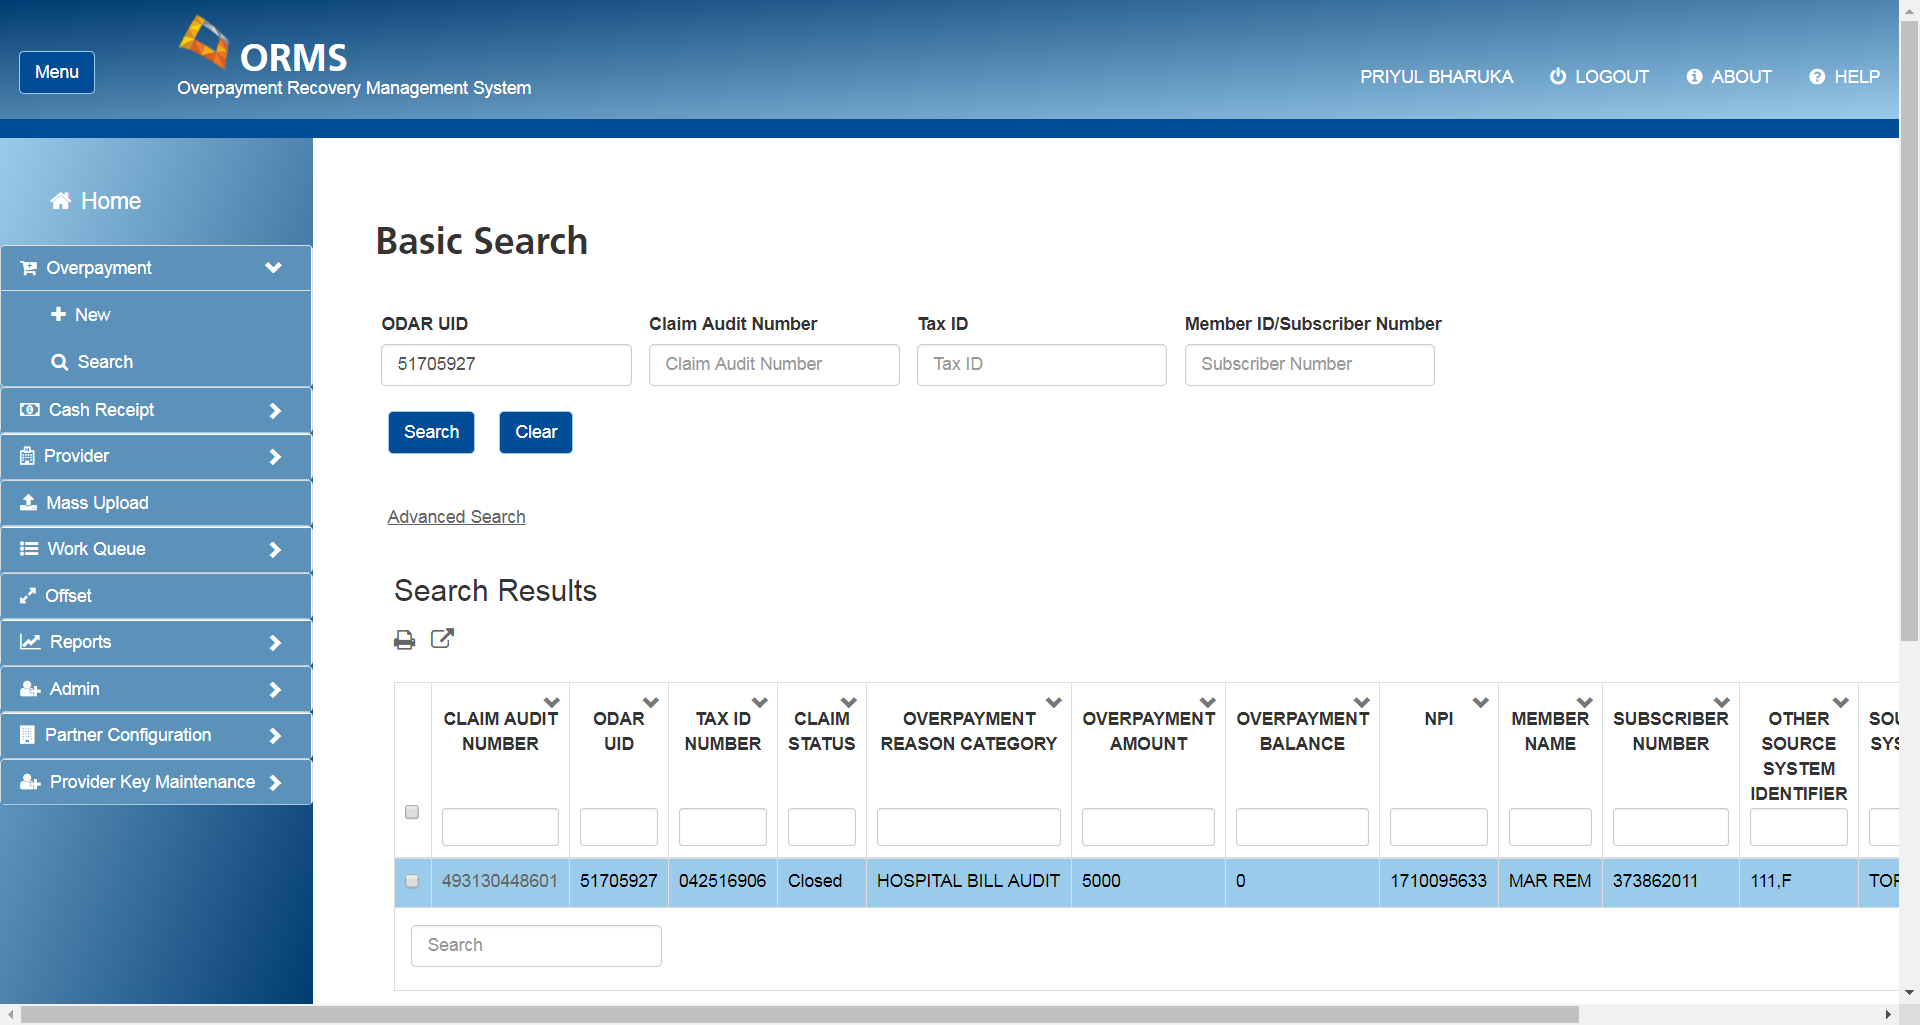 Menu
ORMS
Overpayment Recovery Management System
PRIYUL BHARUKA
LOGOUT
ABOUT
HELP
Home
Overpayment
New
Search
Cash Receipt
Provider
Mass Upload
Work Queue
Offset
Reports
Admin
Partner Configuration
Provider Key Maintenance
Basic Search
ODAR UID
Claim Audit Number
Tax ID
Member ID/Subscriber Number
51705927
Claim Audit Number
Tax ID
Subscriber Number
Search
Clear
Advanced Search
Search Results
CLAIM AUDIT NUMBER
ODAR UID
TAX ID NUMBER
CLAIM STATUS
OVERPAYMENT REASON CATEGORY
OVERPAYMENT AMOUNT
OVERPAYMENT BALANCE
NPI
MEMBER NAME
SUBSCRIBER NUMBER
OTHER SOURCE SYSTEM IDENTIFIER
493130448601
51705927
042516906
Closed
HOSPITAL BILL AUDIT
5000
0
1710095633
MAR REM
373862011
111,F
Search